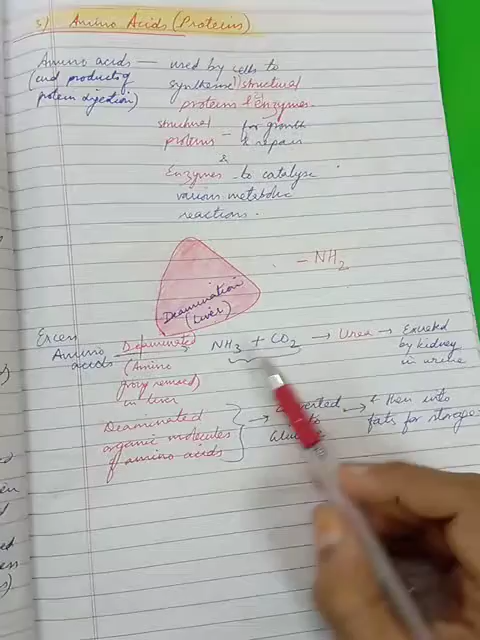 3) Amino Acids (Proteins)
Amino acids — used by cells to
(end product of synthesise structural
protein digestion) proteins & enzymes.
structural for growth
proteins — & repair
&
Enzymes - to catalyse
various metabolic
reactions.
- NH2
Deamination
(Liver)
Excess
Amino acids Deaminated NH3 + CO2 → Urea → Excreted
(Amino by kidney
group removed) in urine
in liver
Deaminated → to → & then into
organic molecules fats for storage
of amino acids